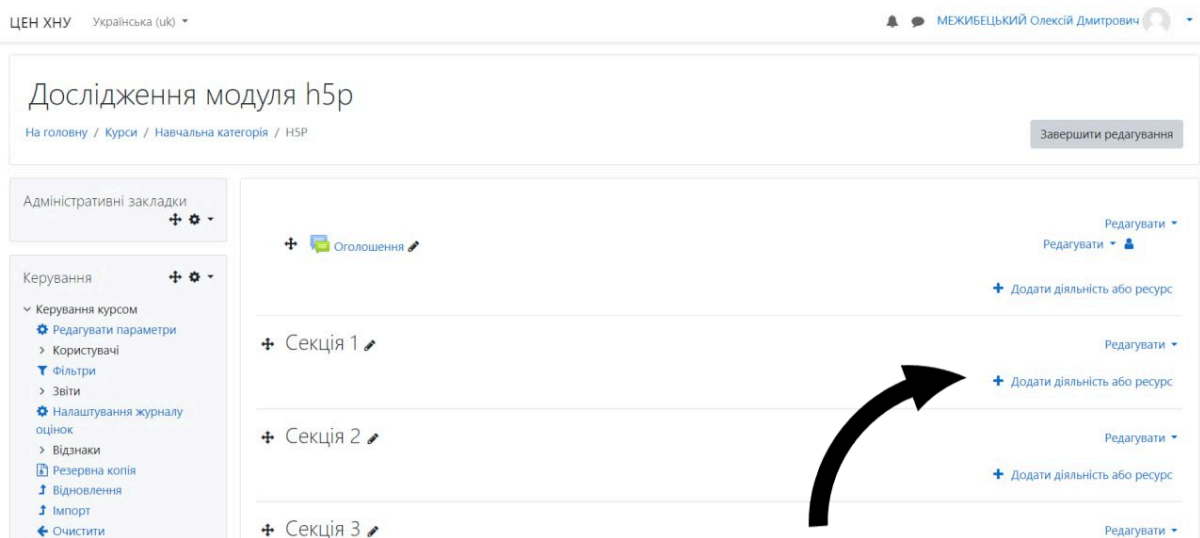 ЦЕН ХНУ Українська (uk) МЕЖИБЕЦЬКИЙ Олексій Дмитрович
Дослідження модуля h5p
На головну / Курси / Навчальна категорія / H5P
Завершити редагування
Адміністративні закладки
Керування
Керування курсом
Редагувати параметри
Користувачі
Фільтри
Звіти
Налаштування журналу
оцінок
Відзнаки
Резервна копія
Відновлення
Імпорт
Очистити
Редагувати
Оголошення Редагувати
Додати діяльність або ресурс
Секція 1 Редагувати
Додати діяльність або ресурс
Секція 2 Редагувати
Додати діяльність або ресурс
Секція 3 Редагувати